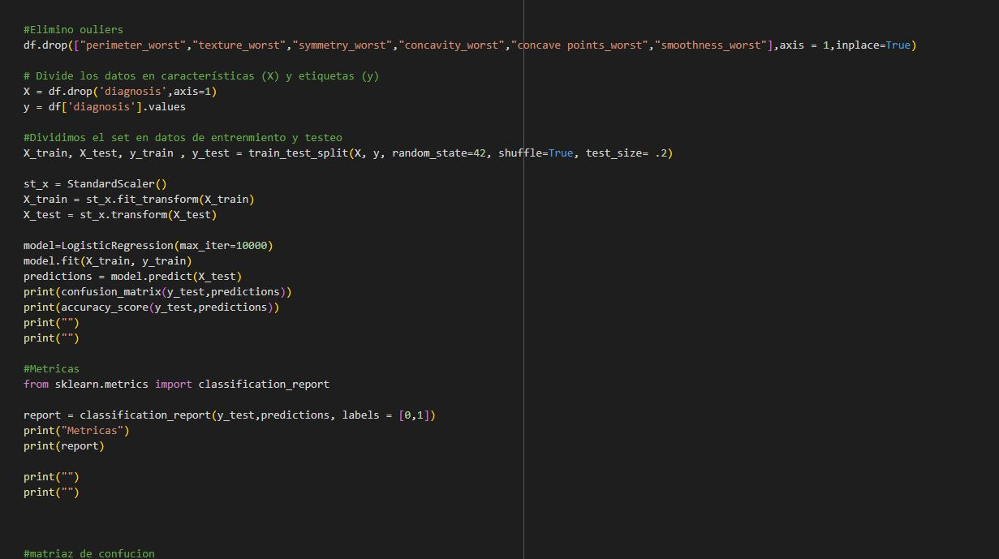 #Elimino ouliers
df.drop(["perimeter_worst","texture_worst","symmetry_worst","concavity_worst","concave points_worst","smoothness_worst"],axis = 1,inplace=True)
# Divide los datos en características (X) y etiquetas (y)
X = df.drop('diagnosis',axis=1)
y = df['diagnosis'].values
#Dividimos el set en datos de entrenmiento y testeo
X_train, X_test, y_train , y_test = train_test_split(X, y, random_state=42, shuffle=True, test_size= .2)
st_x = StandardScaler()
X_train = st_x.fit_transform(X_train)
X_test = st_x.transform(X_test)
model=LogisticRegression(max_iter=10000)
model.fit(X_train, y_train)
predictions = model.predict(X_test)
print(confusion_matrix(y_test,predictions))
print(accuracy_score(y_test,predictions))
print("")
print("")
#Metricas
from sklearn.metrics import classification_report
report = classification_report(y_test,predictions, labels = [0,1])
print("Metricas")
print(report)
print("")
print("")
#matriaz de confucion